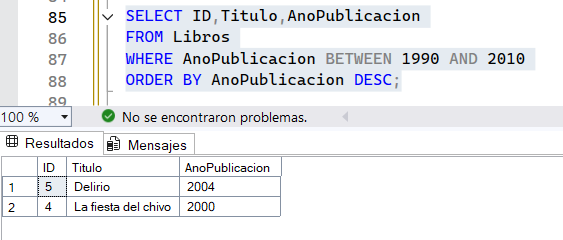 85 SELECT ID,Titulo,AnoPublicacion
86 FROM Libros
87 WHERE AnoPublicacion BETWEEN 1990 AND 2010
88 ORDER BY AnoPublicacion DESC;
89
100 % No se encontraron problemas.
Resultados Mensajes
ID Titulo AnoPublicacion
1 5 Delirio 2004
2 4 La fiesta del chivo 2000